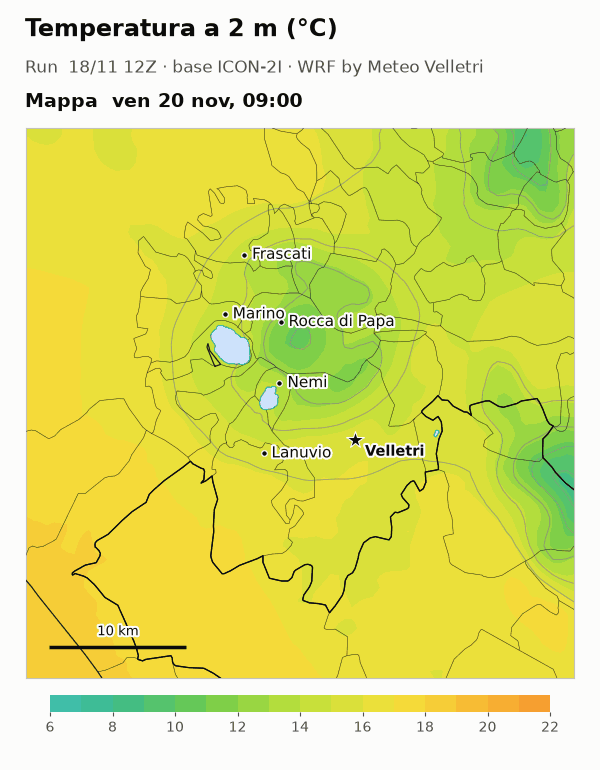 Temperatura a 2 m (°C)
Run  18/11 12Z · base ICON-2I · WRF by Meteo Velletri
Mappa  ven 20 nov, 09:00
Frascati
Marino
Rocca di Papa
Nemi
Velletri
Lanuvio
10 km
6 8 10 12 14 16 18 20 22